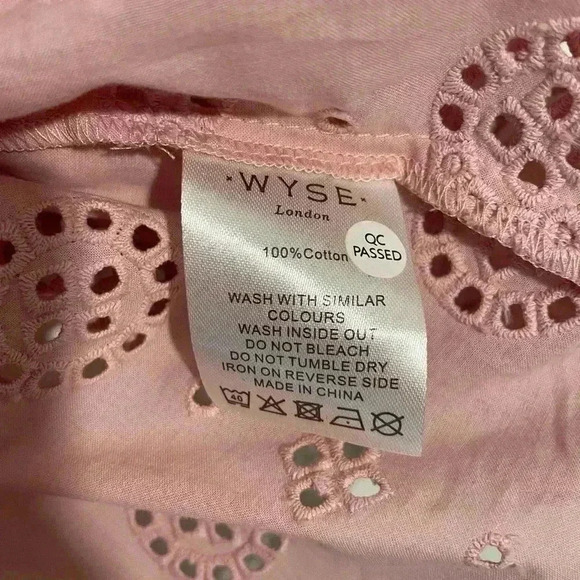 ·WYSE·
London
100%Cotton
QC
PASSED
WASH WITH SIMILAR
COLOURS
WASH INSIDE OUT
DO NOT BLEACH
DO NOT TUMBLE DRY
IRON ON REVERSE SIDE
MADE IN CHINA
40